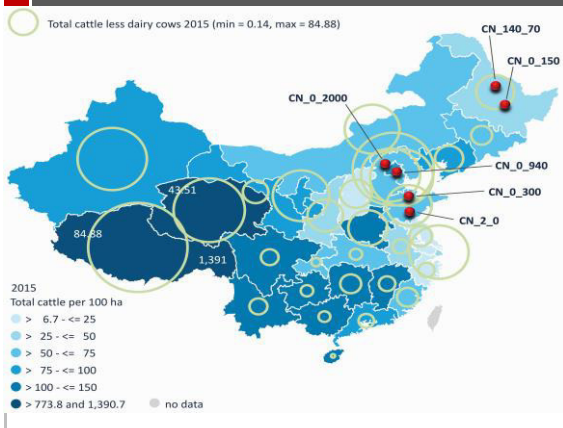 Total cattle less dairy cows 2015 (min = 0.14, max = 84.88)
CN_140_70
CN_0_150
CN_0_2000
CN_0_940
CN_0_300
CN_2_0
43.51
84.88
1,391
2015
Total cattle per 100 ha
> 6.7 - <= 25
> 25 - <= 50
> 50 - <= 75
> 75 - <= 100
> 100 - <= 150
> 773.8 and 1,390.7
no data